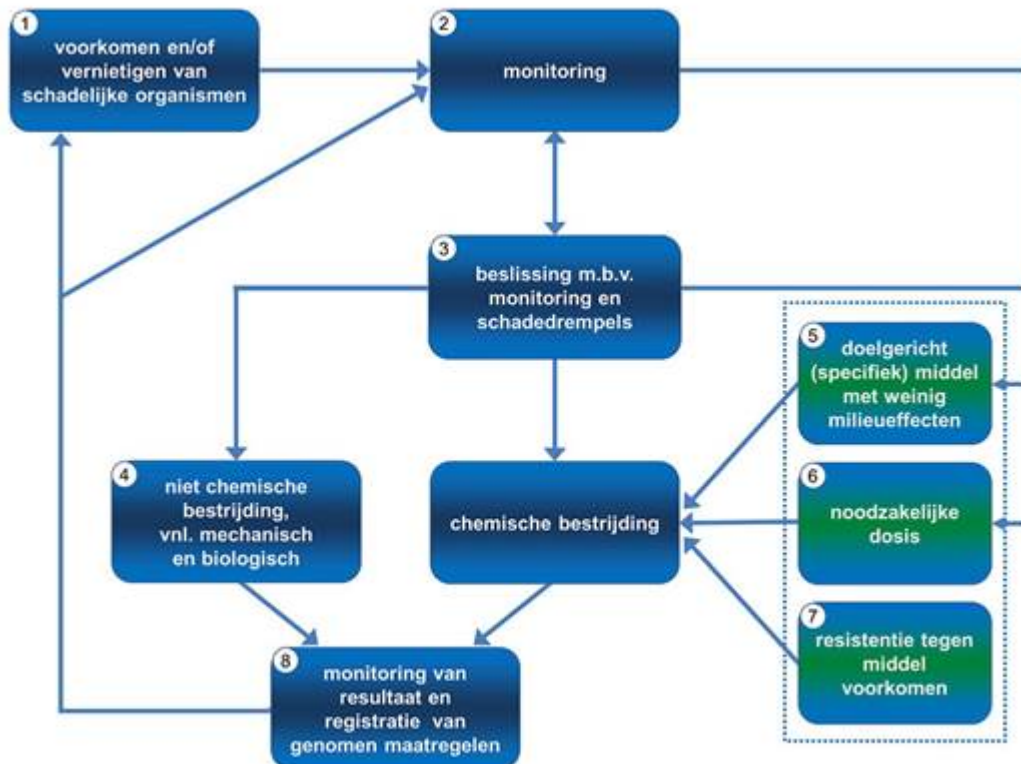 1
voorkomen en/of
vernietigen van
schadelijke organismen
2
monitoring
3
beslissing m.b.v.
monitoring en
schadedrempels
4
niet chemische
bestrijding,
vnl. mechanisch
en biologisch
chemische bestrijding
5
doelgericht
(specifiek) middel
met weinig
milieueffecten
6
noodzakelijke
dosis
7
resistentie tegen
middel
voorkomen
8
monitoring van
resultaat en
registratie van
genomen maatregelen